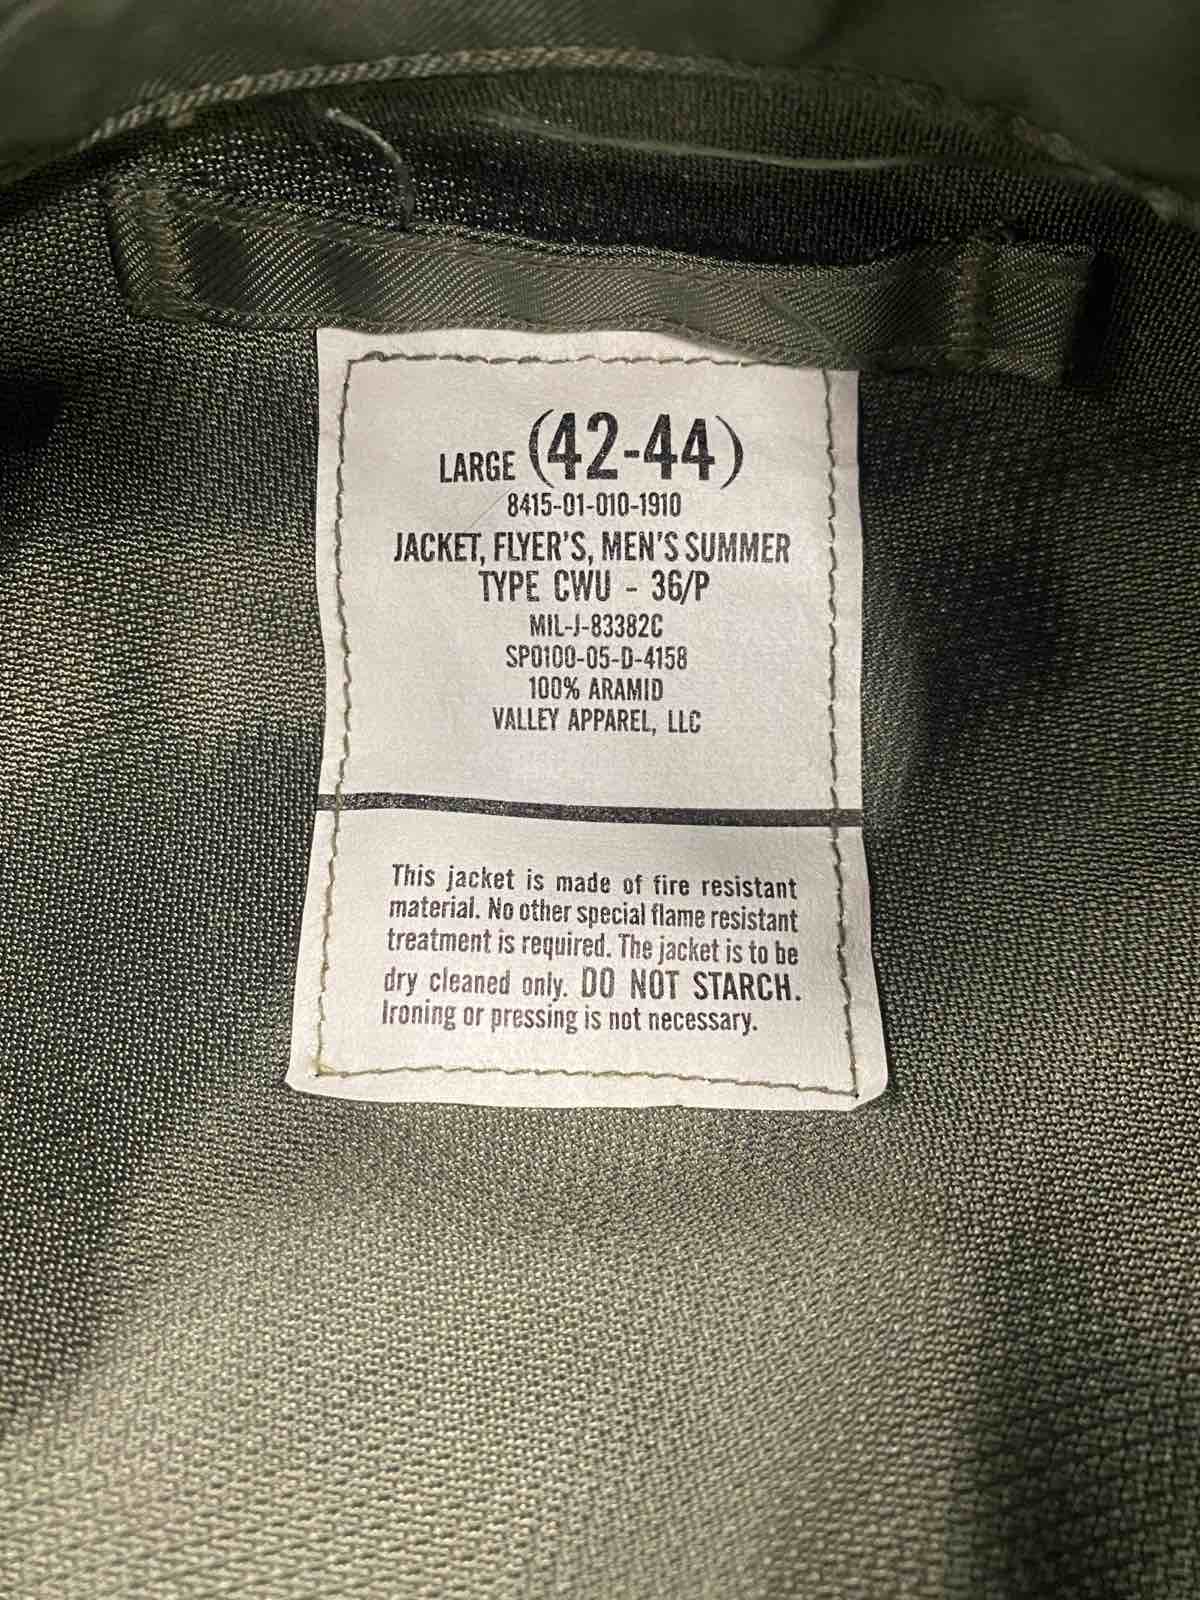 LARGE (42-44)
8415-01-010-1910
JACKET, FLYER'S, MEN'S SUMMER
TYPE CWU - 36/P
MIL-J-83382C
SPO100-05-D-4158
100% ARAMID
VALLEY APPAREL, LLC
This jacket is made of fire resistant
material. No other special flame resistant
treatment is required. The jacket is to be
dry cleaned only. DO NOT STARCH.
Ironing or pressing is not necessary.